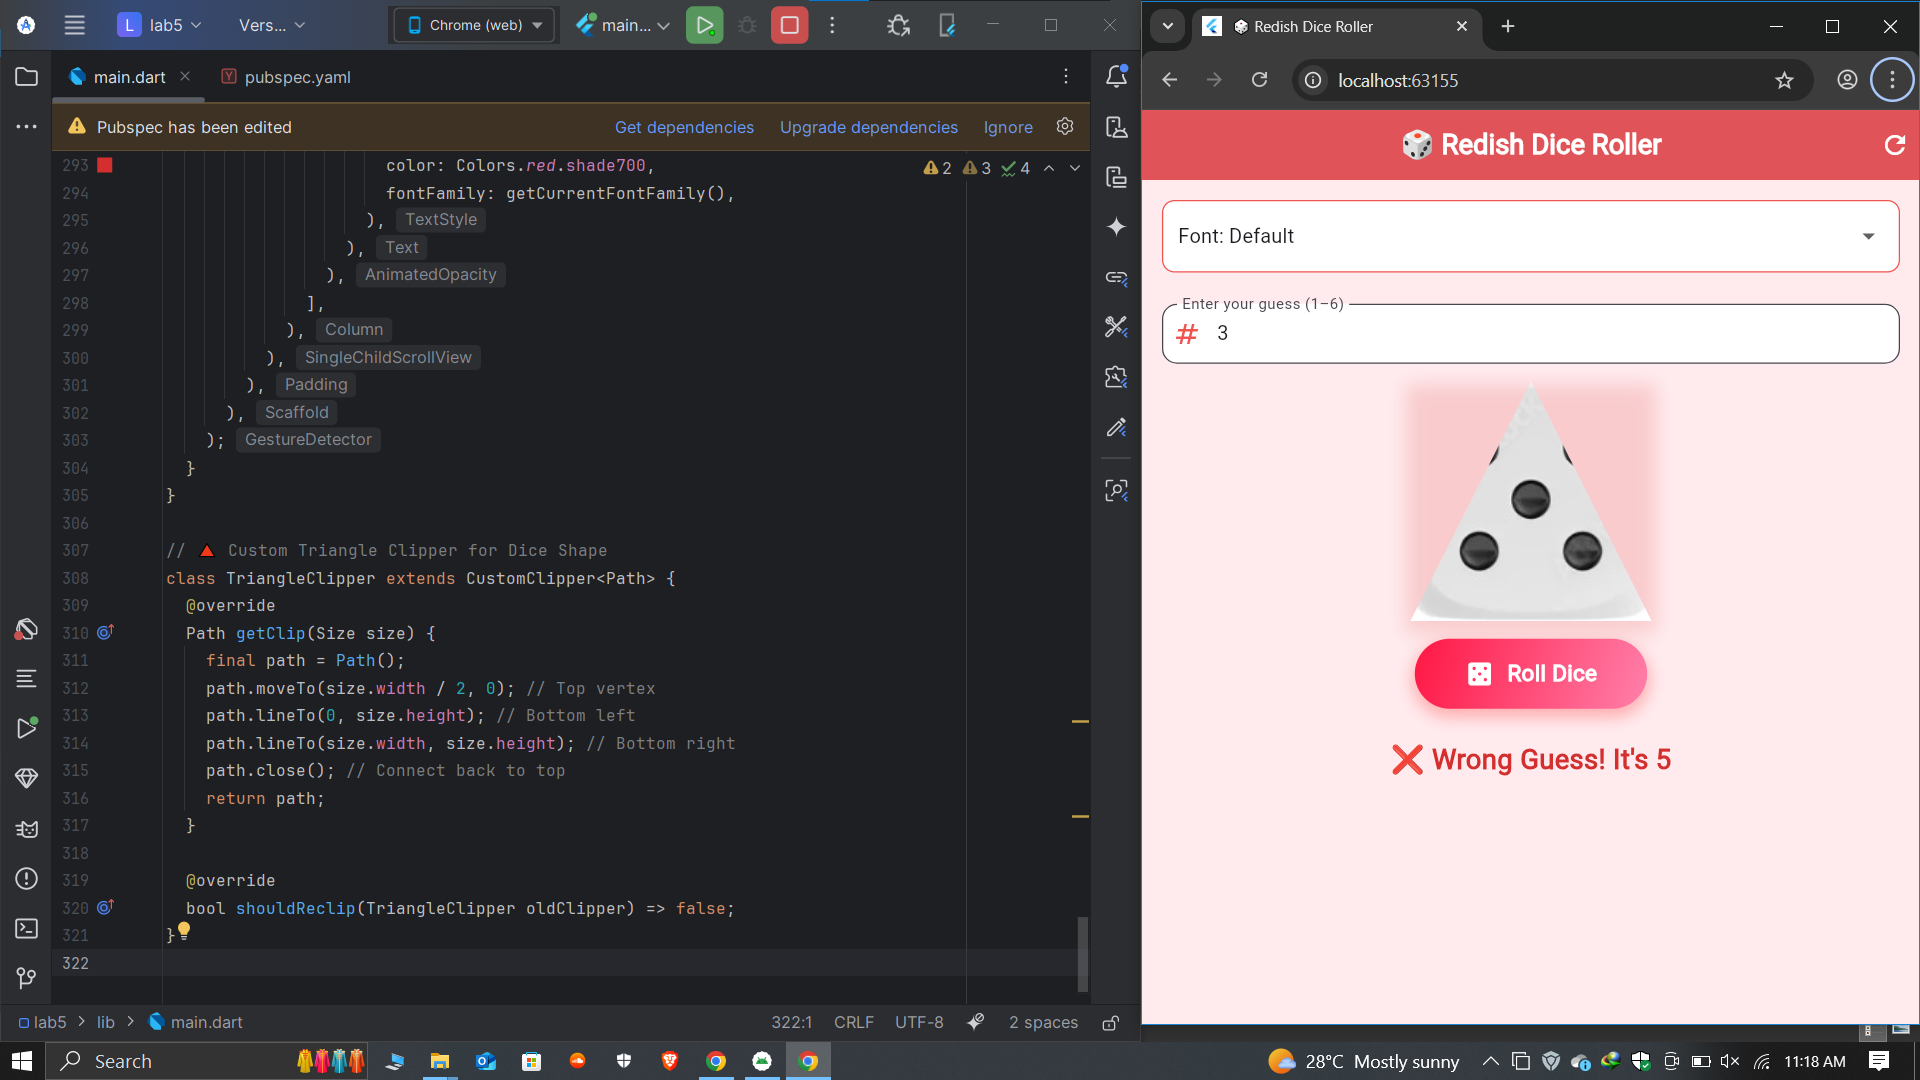 L lab5 Vers... Chrome (web) main...
main.dart
Y pubspec.yaml
Pubspec has been edited Get dependencies Upgrade dependencies Ignore
2 3 4
293 color: Colors.red.shade700,
294 fontFamily: getCurrentFontFamily(),
295 ), TextStyle
296 ), Text
297 ), AnimatedOpacity
298 ],
299 ), Column
300 ), SingleChildScrollView
301 ), Padding
302 ), Scaffold
303 ); GestureDetector
304 }
305 }
306
307 // 🔺 Custom Triangle Clipper for Dice Shape
308 class TriangleClipper extends CustomClipper<Path> {
309 @override
310 Path getClip(Size size) {
311 final path = Path();
312 path.moveTo(size.width / 2, 0); // Top vertex
313 path.lineTo(0, size.height); // Bottom left
314 path.lineTo(size.width, size.height); // Bottom right
315 path.close(); // Connect back to top
316 return path;
317 }
318
319 @override
320 bool shouldReclip(TriangleClipper oldClipper) => false;
321 }
322
lab5 > lib > main.dart 322:1 CRLF UTF-8 2 spaces
🎲 Redish Dice Roller
localhost:63155
🎲 Redish Dice Roller
Font: Default
Enter your guess (1–6)
# 3
Roll Dice
❌ Wrong Guess! It's 5
Search
28°C Mostly sunny
11:18 AM